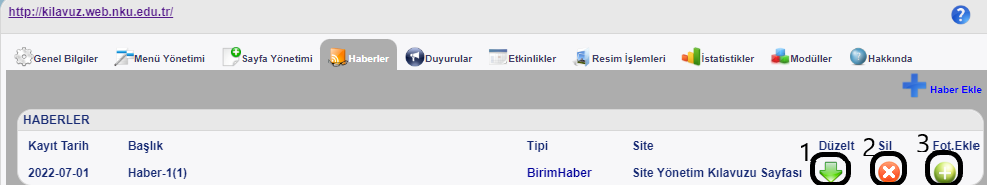 http://kilavuz.web.nku.edu.tr/
?
Genel Bilgiler Menü Yönetimi Sayfa Yönetimi Haberler Duyurular Etkinlikler Resim İşlemleri İstatistikler Modüller Hakkında
Haber Ekle
HABERLER
Kayıt Tarih Başlık Tipi Site 1 Düzelt 2 Sil 3 Fot.Ekle
2022-07-01 Haber-1(1) BirimHaber Site Yönetim Kılavuzu Sayfası